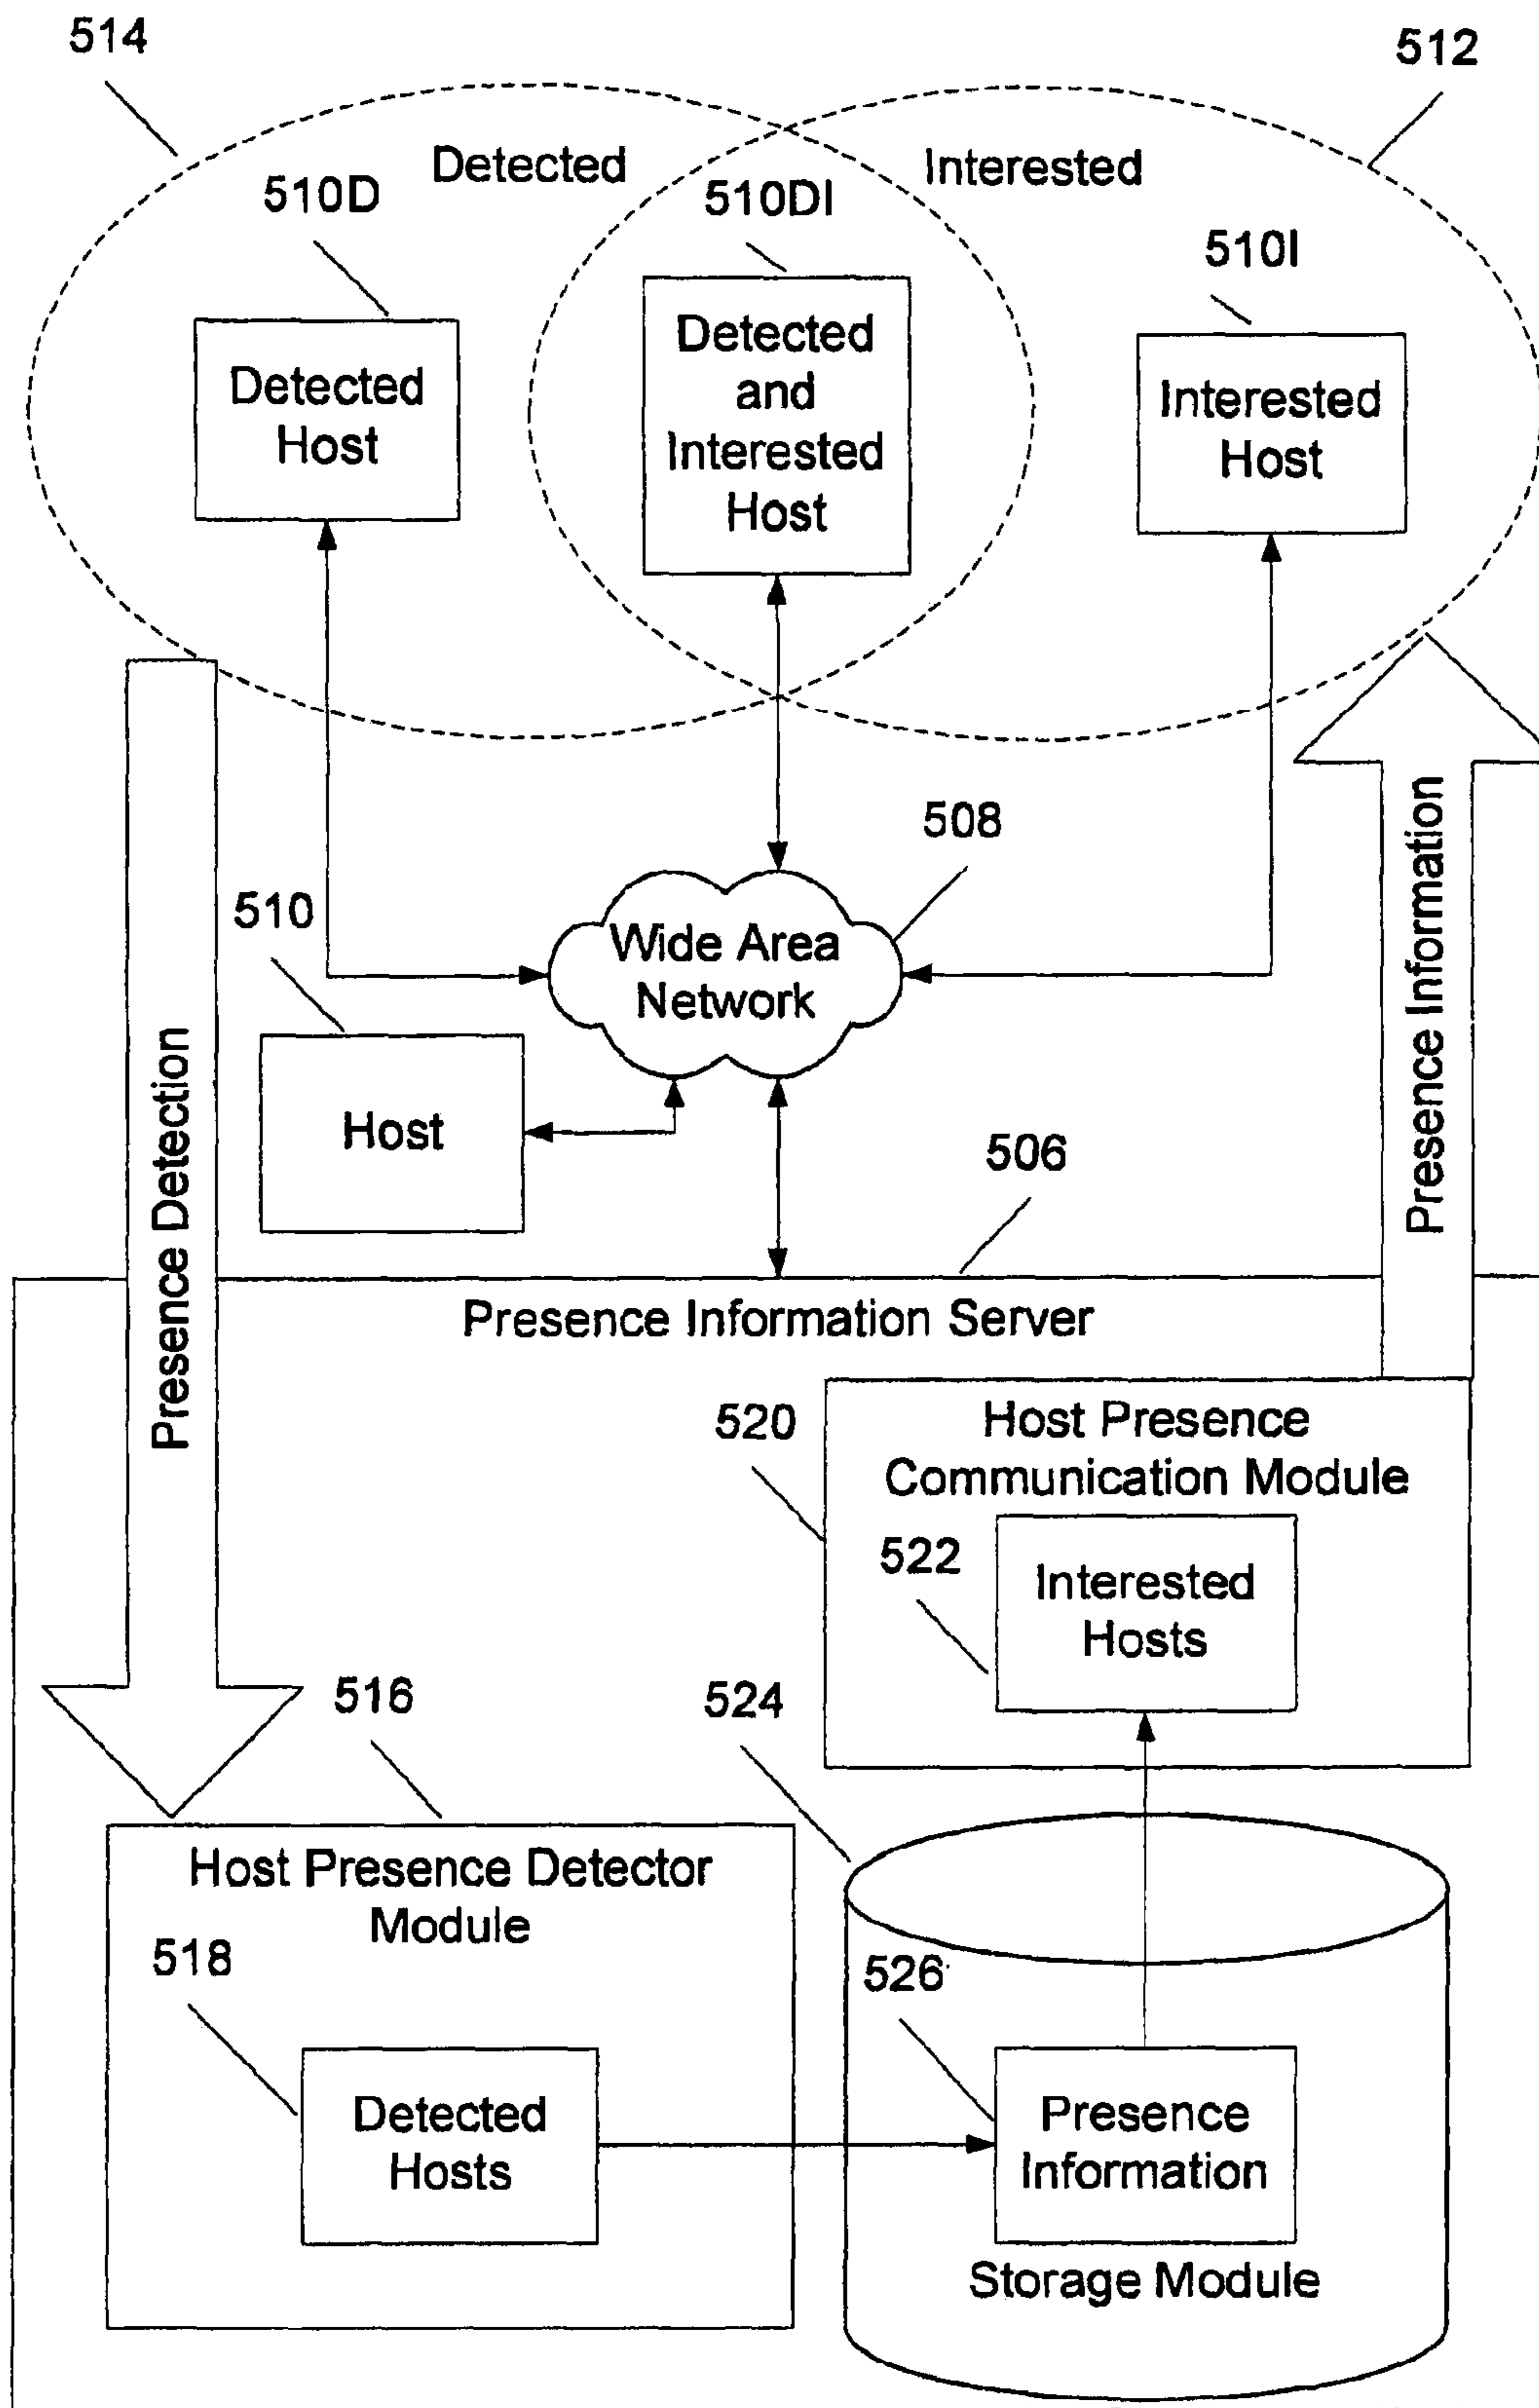 514
512
Detected
Interested
510D
510DI
510I
Detected
Host
Detected
and
Interested
Host
Interested
Host
508
510
Wide Area
Network
Host
Presence Detection
Presence Information
506
Presence Information Server
520
Host Presence
Communication Module
522
Interested
Hosts
516
524
Host Presence Detector
Module
518
526
Detected
Hosts
Presence
Information
Storage Module